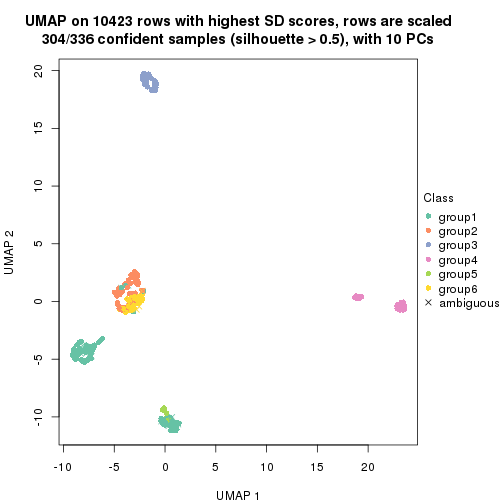 UMAP on 10423 rows with highest SD scores, rows are scaled
304/336 confident samples (silhouette > 0.5), with 10 PCs
20
15
10
5
0
-5
-10
UMAP 2
-10 -5 0 5 10 15 20
UMAP 1
Class
group1
group2
group3
group4
group5
group6
ambiguous